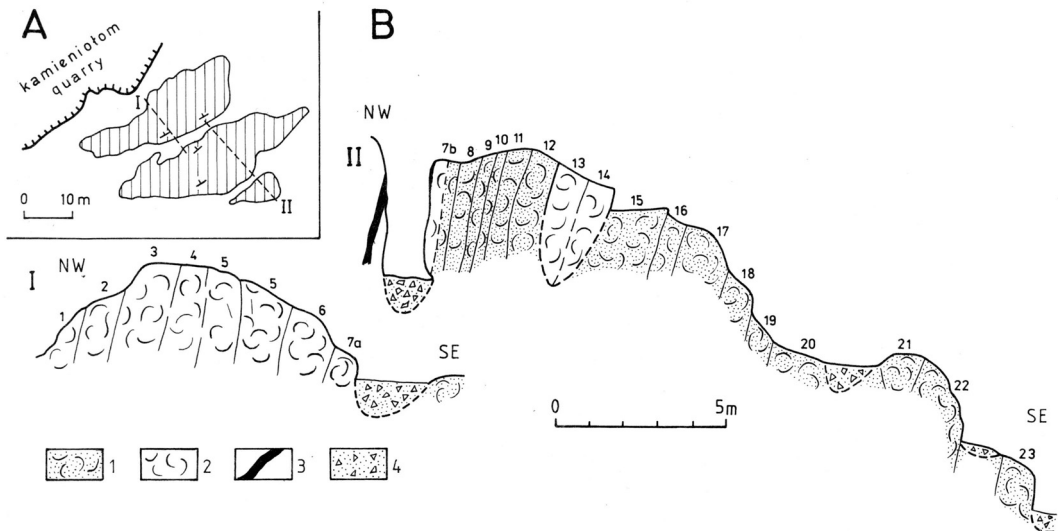 A
kamieniołom
quarry
I
II
0 10 m
B
NW
II
7b 8 9 10 11 12 13 14 15 16 17 18 19 20 21 22 23
SE
0 5m
I
NW
1 2 3 4 5 5 6 7a
SE
1 2 3 4